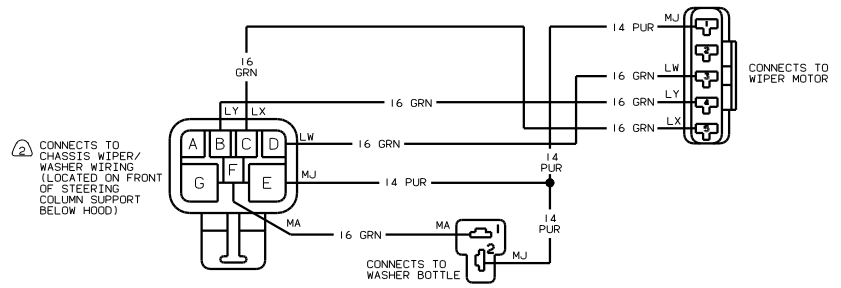 MJ
14 PUR
1
16
GRN
2
CONNECTS TO
WIPER MOTOR
LW
16 GRN
3
LY
LY LX
16 GRN
16 GRN
4
LX
16 GRN
5
2
CONNECTS TO
CHASSIS WIPER/
WASHER WIRING
(LOCATED ON FRONT
OF STEERING
COLUMN SUPPORT
BELOW HOOD)
A B C D
LW
16 GRN
F
G E
MJ
14 PUR
14
PUR
MA
16 GRN
MA
1
2
MJ
14
PUR
CONNECTS TO
WASHER BOTTLE